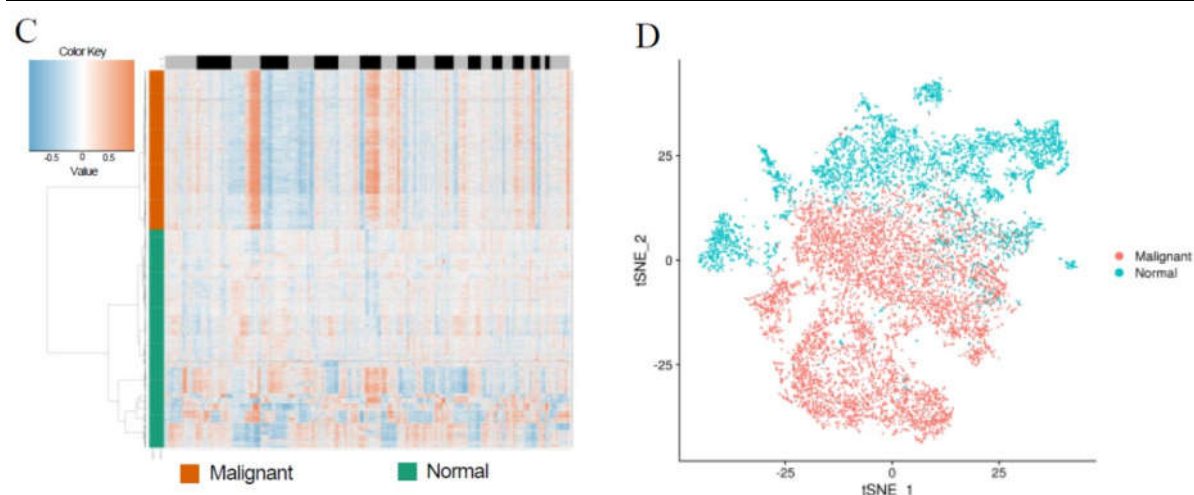 C
Color Key
-0.5 0 0.5
Value
Malignant
Normal
D
25
0
-25
tSNE_2
-25 0 25
tSNE_1
Malignant
Normal